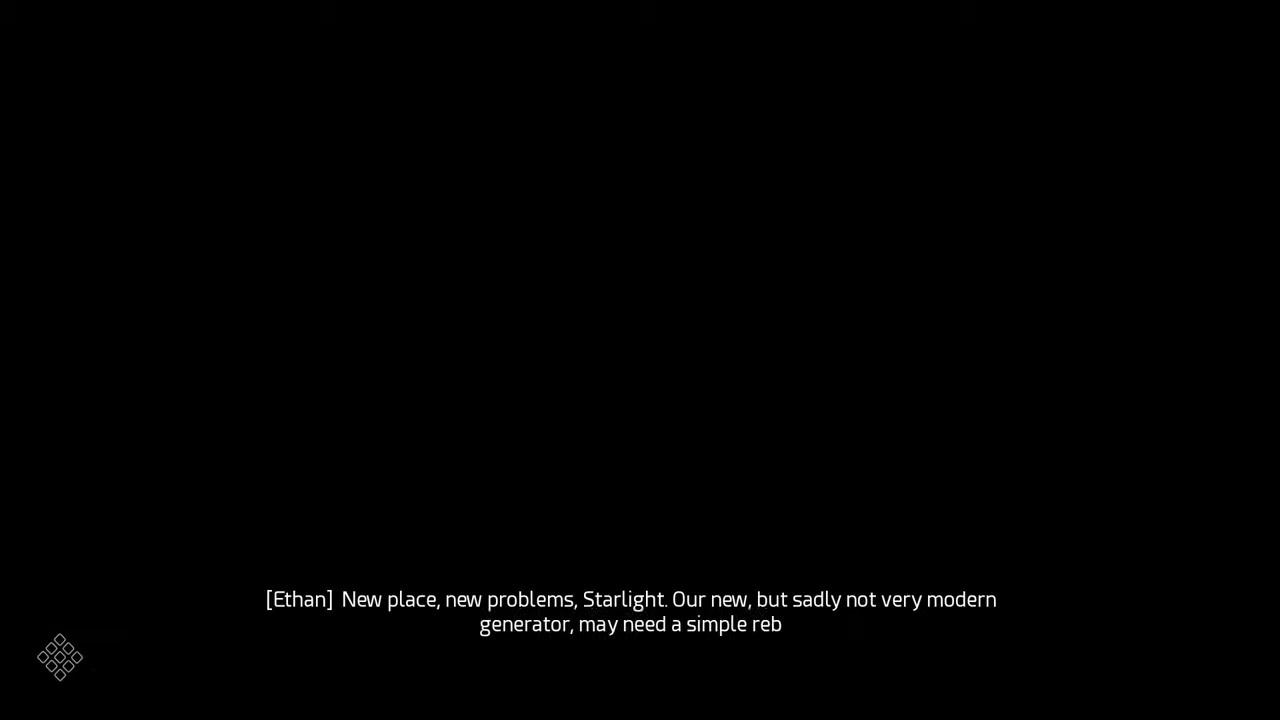 [Ethan] New place, new problems, Starlight. Our new, but sadly not very modern
generator, may need a simple reb